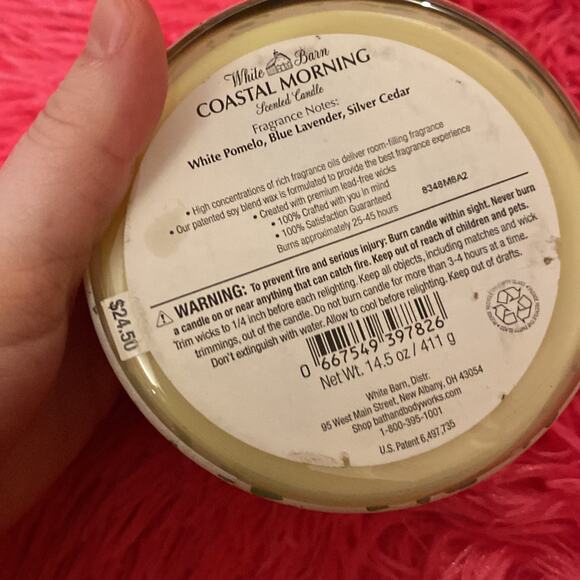 White Barn
COASTAL MORNING
Scented Candle
Fragrance Notes:
White Pomelo, Blue Lavender, Silver Cedar
• High concentrations of rich fragrance oils deliver room-filling fragrance
• Our patented soy blend wax is formulated to provide the best fragrance experience
• Created with premium lead-free wicks
• 100% Crafted with you in mind
• 100% Satisfaction Guaranteed
Burns approximately 25-45 hours
8348M6A2
WARNING: To prevent fire and serious injury: Burn candle within sight. Never burn
a candle on or near anything that can catch fire. Keep out of reach of children and pets.
Trim wicks to 1/4 inch before each relighting. Keep all objects, including matches and wick
trimmings, out of the candle. Do not burn candle for more than 3-4 hours at a time.
Don't extinguish with water. Allow to cool before relighting. Keep out of drafts.
$24.50
0 667549 397826
Net Wt. 14.5 oz / 411 g
White Barn, Distr.
95 West Main Street, New Albany, OH 43054
Shop bathandbodyworks.com
1-800-395-1001
U.S. Patent 6,497,735